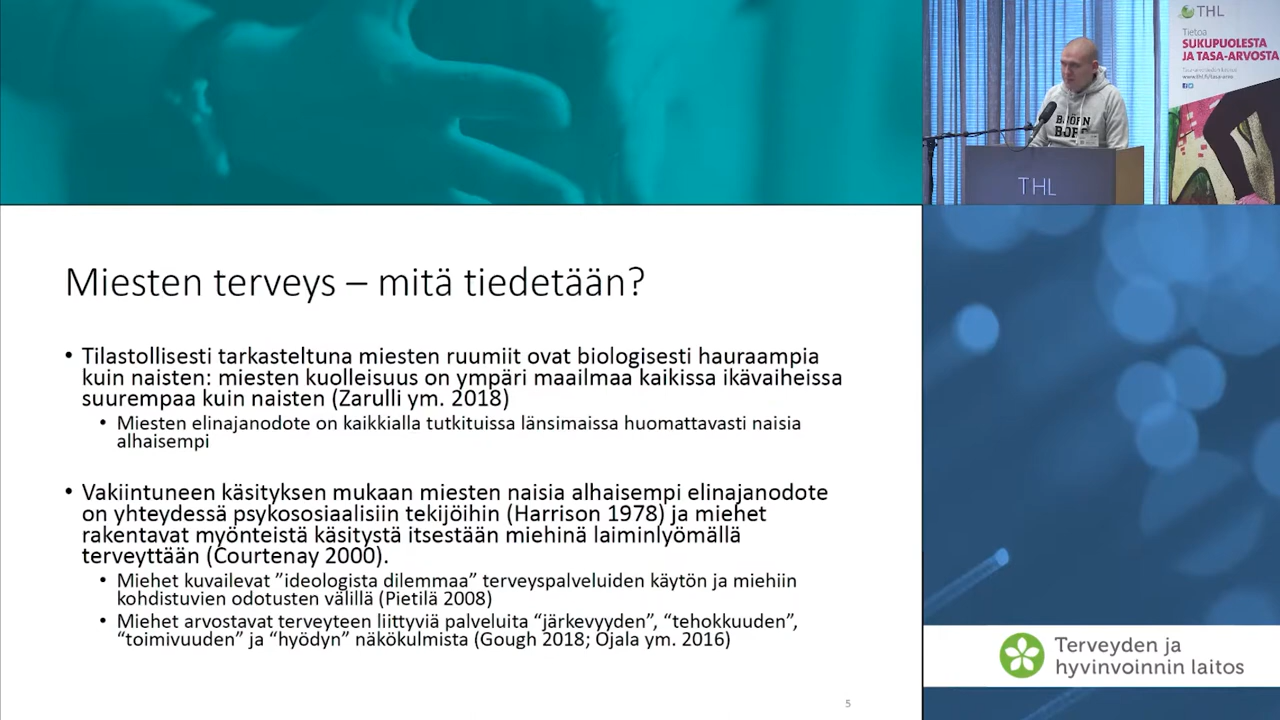 Miesten terveys – mitä tiedetään?
• Tilastollisesti tarkasteltuna miesten ruumiit ovat biologisesti hauraampia
kuin naisten: miesten kuolleisuus on ympäri maailmaa kaikissa ikävaiheissa
suurempaa kuin naisten (Zarulli ym. 2018)
• Miesten elinajanodote on kaikkialla tutkituissa länsimaissa huomattavasti naisia
alhaisempi
• Vakiintuneen käsityksen mukaan miesten naisia alhaisempi elinajanodote
on yhteydessä psykososiaalisiin tekijöihin (Harrison 1978) ja miehet
rakentavat myönteistä käsitystä itsestään miehinä laiminlyömällä
terveyttään (Courtenay 2000).
• Miehet kuvailevat ”ideologista dilemmaa” terveyspalveluiden käytön ja miehiin
kohdistuvien odotusten välillä (Pietilä 2008)
• Miehet arvostavat terveyteen liittyviä palveluita “järkevyyden”, “tehokkuuden”,
“toimivuuden” ja “hyödyn” näkökulmista (Gough 2018; Ojala ym. 2016)
5
THL
Tietoa
SUKUPUOLESTA
JA TASA-ARVOSTA
BJÖRN
BORG
THL
Terveyden ja
hyvinvoinnin laitos